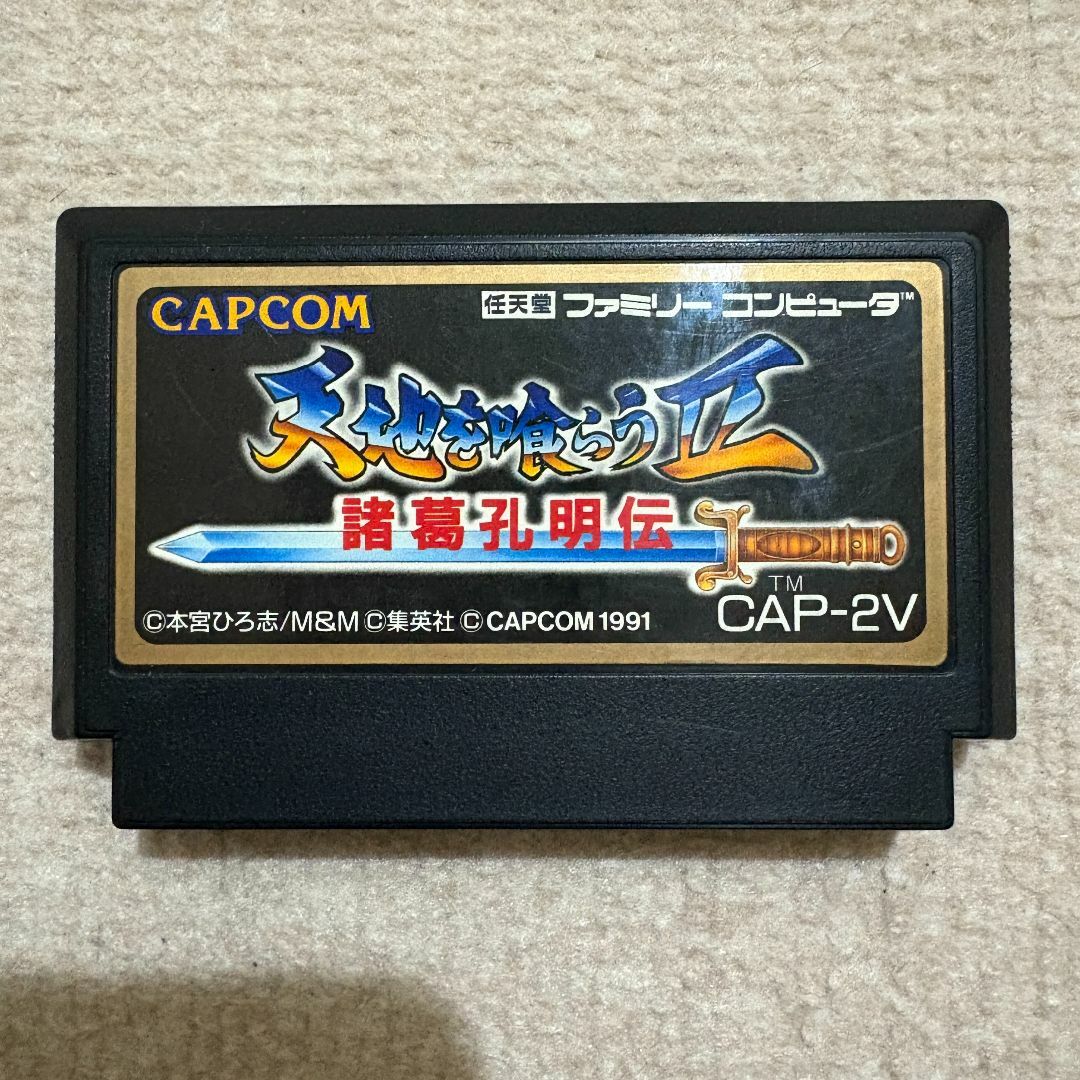 CAPCOM
任天堂 ファミリーコンピュータ™
天地を喰らうII
諸葛孔明伝
TM
CAP-2V
©本宮ひろ志/M&M ©集英社 © CAPCOM 1991